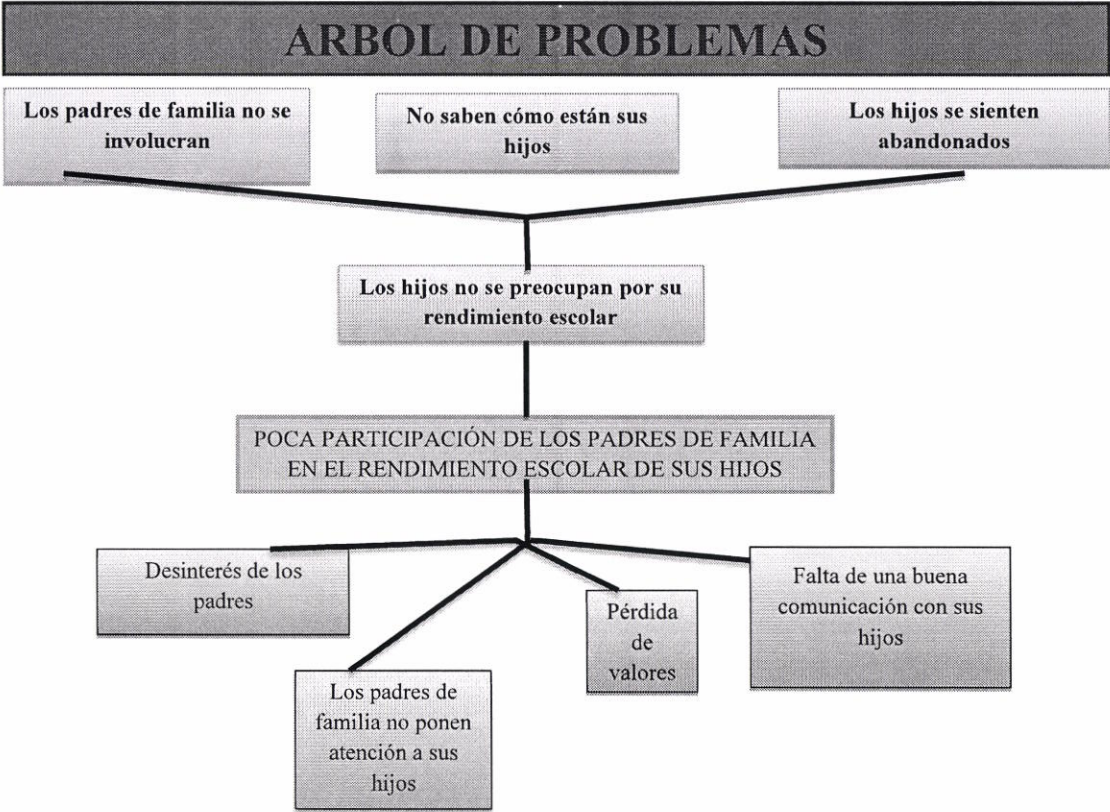 ARBOL DE PROBLEMAS
Los padres de familia no se
involucran
No saben cómo están sus
hijos
Los hijos se sienten
abandonados
Los hijos no se preocupan por su
rendimiento escolar
POCA PARTICIPACIÓN DE LOS PADRES DE FAMILIA
EN EL RENDIMIENTO ESCOLAR DE SUS HIJOS
Desinterés de los
padres
Los padres de
familia no ponen
atención a sus
hijos
Pérdida
de
valores
Falta de una buena
comunicación con sus
hijos